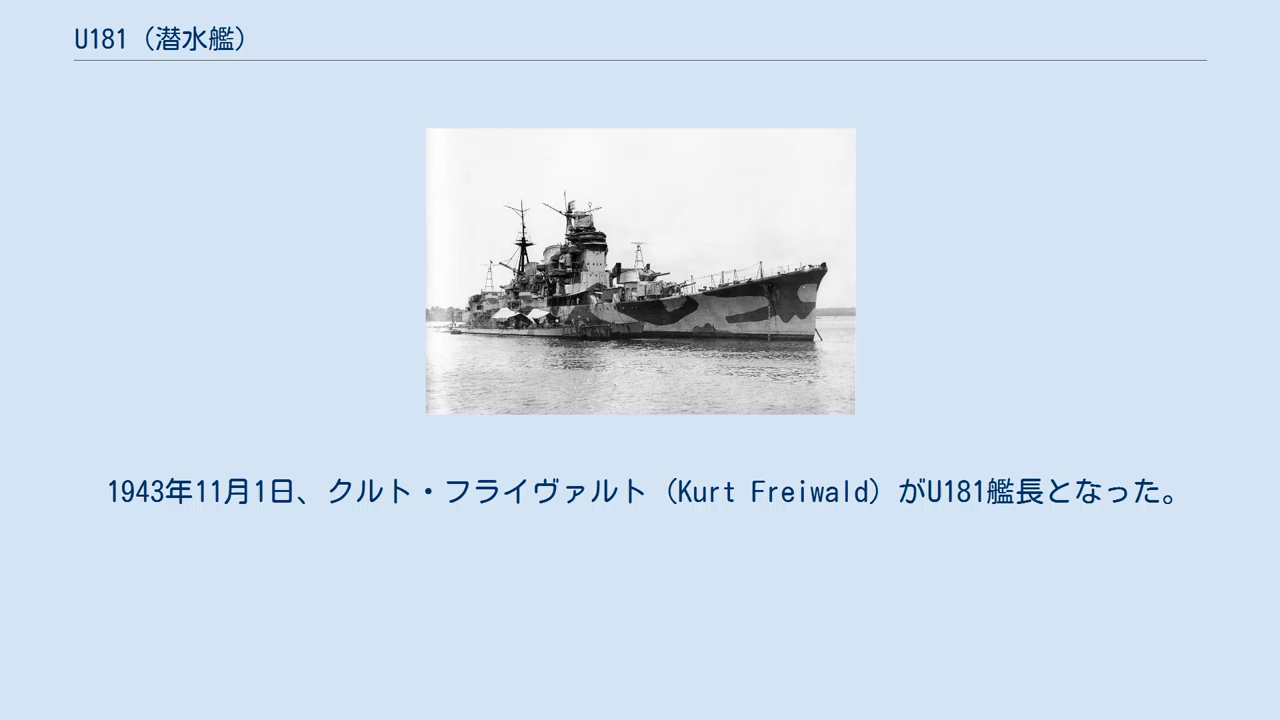 U181（潜水艦）
1943年11月1日、クルト・フライヴァルト（Kurt Freiwald）がU181艦長となった。